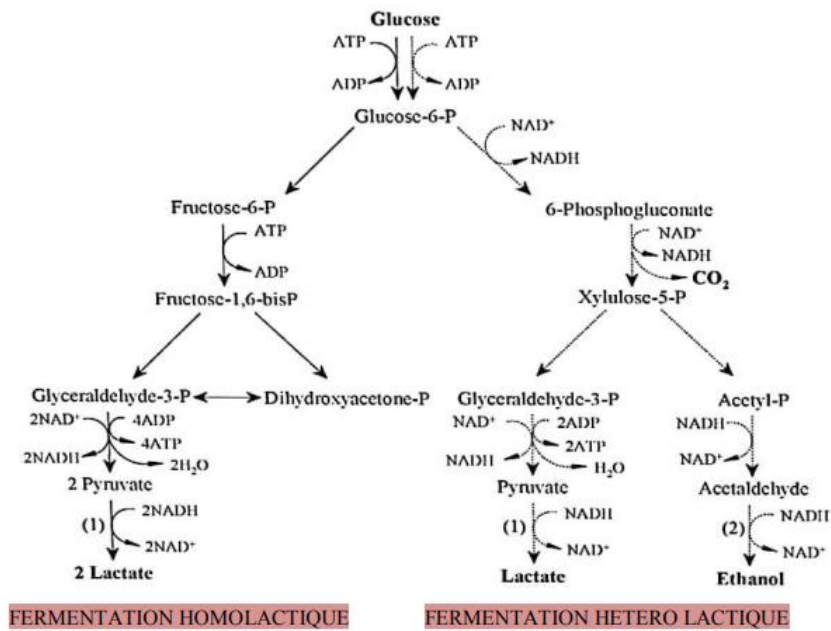 Glucose
ATP ATP
ADP ADP
Glucose-6-P
NAD⁺
NADH
Fructose-6-P 6-Phosphogluconate
ATP NAD⁺
ADP NADH
CO₂
Fructose-1,6-bisP Xylulose-5-P
Glyceraldehyde-3-P Dihydroxyacetone-P Glyceraldehyde-3-P Acetyl-P
2NAD⁺ 4ADP NAD⁺ 2ADP NADH
4ATP 2ATP
2NADH 2H₂O NADH H₂O NAD⁺
2 Pyruvate Pyruvate Acetaldehyde
(1) 2NADH (1) NADH (2) NADH
2NAD⁺ NAD⁺ NAD⁺
2 Lactate Lactate Ethanol
FERMENTATION HOMOLACTIQUE FERMENTATION HETERO LACTIQUE